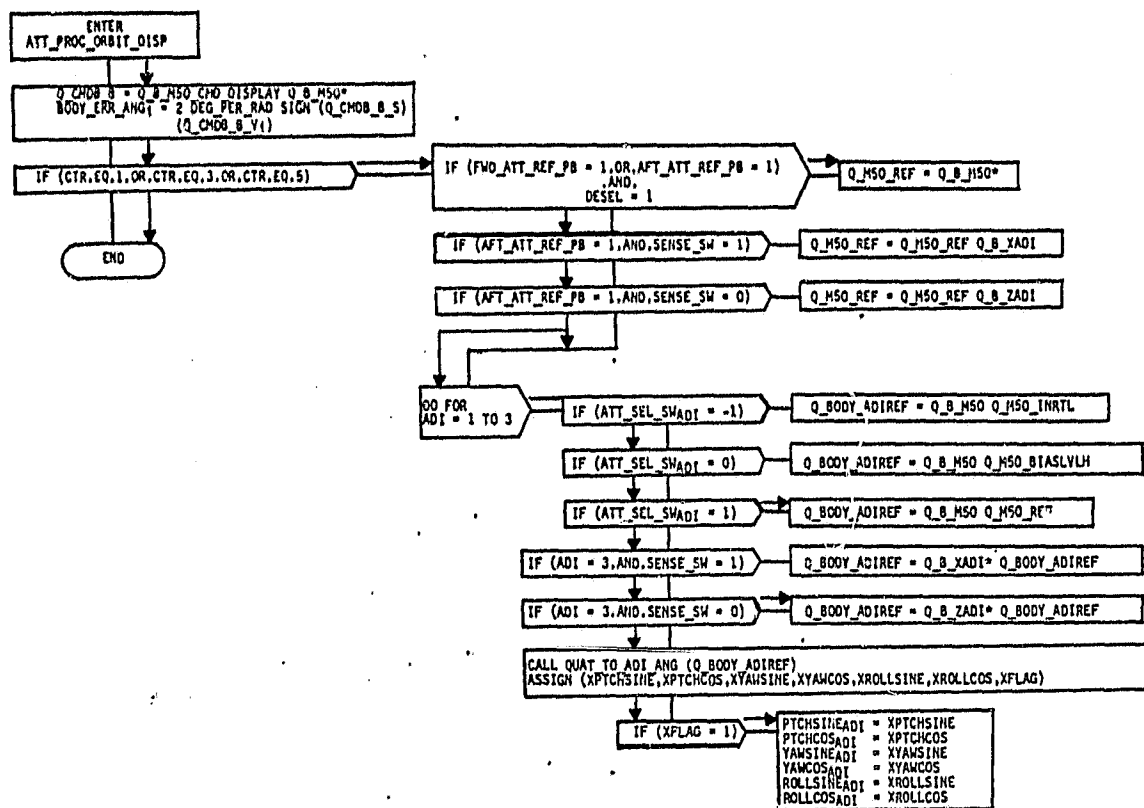 ENTER
ATT_PROC_ORBIT_DISP
Q_CMDB_B = Q_B_M50_CMD_DISPLAY Q_B_M50*
BODY_ERR_ANGi = 2 DEG_PER_RAD SIGN (Q_CMDB_B_S)
(Q_CMDB_B_Vi)
IF (CTR.EQ.1.OR.CTR.EQ.3.OR.CTR.EQ.5)
END
IF (FWD_ATT_REF_PB = 1.OR.AFT_ATT_REF_PB = 1)
.AND.
DESEL = 1
Q_M50_REF = Q_B_M50*
IF (AFT_ATT_REF_PB = 1.AND.SENSE_SW = 1)
Q_M50_REF = Q_M50_REF Q_B_XADI
IF (AFT_ATT_REF_PB = 1.AND.SENSE_SW = 0)
Q_M50_REF = Q_M50_REF Q_B_ZADI
DO FOR
ADI = 1 TO 3
IF (ATT_SEL_SWADI = -1)
Q_BODY_ADIREF = Q_B_M50 Q_M50_INRTL
IF (ATT_SEL_SWADI = 0)
Q_BODY_ADIREF = Q_B_M50 Q_M50_BIASLVLH
IF (ATT_SEL_SWADI = 1)
Q_BODY_ADIREF = Q_B_M50 Q_M50_REF
IF (ADI = 3.AND.SENSE_SW = 1)
Q_BODY_ADIREF = Q_B_XADI* Q_BODY_ADIREF
IF (ADI = 3.AND.SENSE_SW = 0)
Q_BODY_ADIREF = Q_B_ZADI* Q_BODY_ADIREF
CALL QUAT_TO_ADI_ANG (Q_BODY_ADIREF)
ASSIGN (XPTCHSINE,XPTCHCOS,XYAWSINE,XYAWCOS,XROLLSINE,XROLLCOS,XFLAG)
IF (XFLAG = 1)
PTCHSINEADI = XPTCHSINE
PTCHCOSADI = XPTCHCOS
YAWSINEADI = XYAWSINE
YAWCOSADI = XYAWCOS
ROLLSINEADI = XROLLSINE
ROLLCOSADI = XROLLCOS